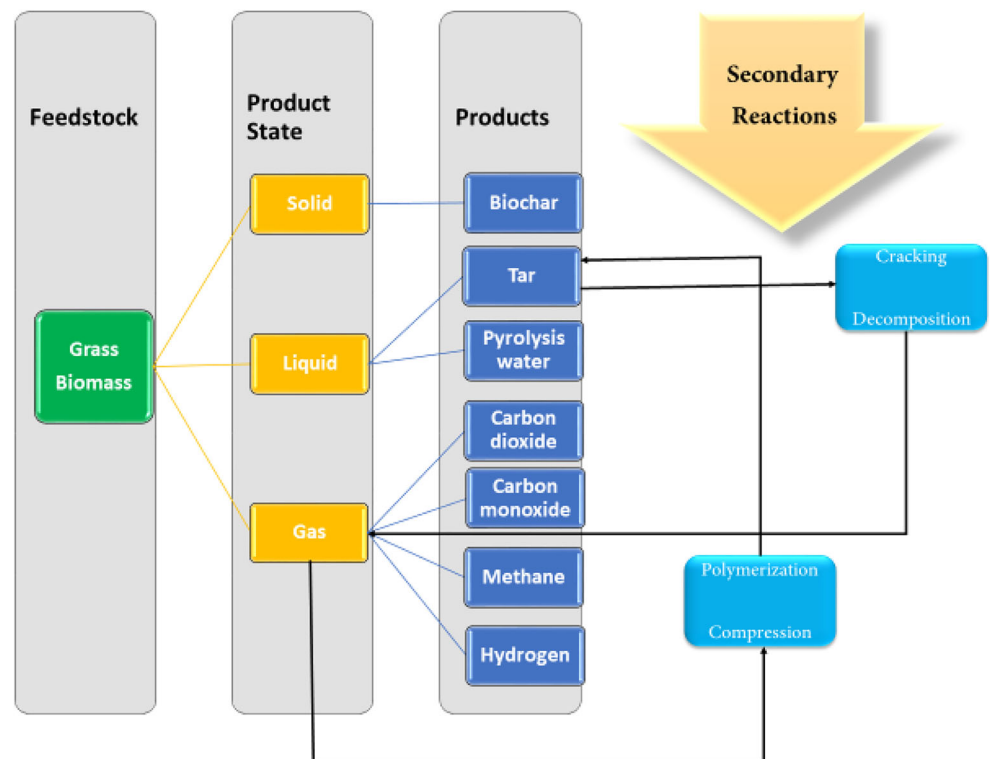 Feedstock
Product
State
Products
Secondary
Reactions
Grass
Biomass
Solid
Liquid
Gas
Biochar
Tar
Pyrolysis
water
Carbon
dioxide
Carbon
monoxide
Methane
Hydrogen
Cracking
Decomposition
Polymerization
Compression